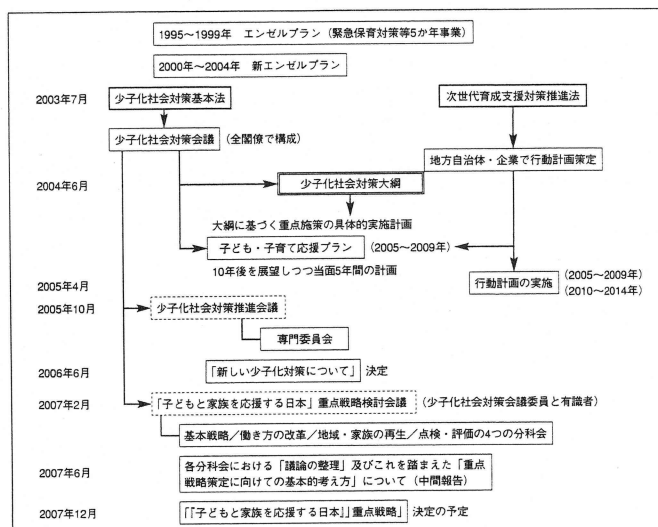 1995〜1999年 エンゼルプラン（緊急保育対策等5か年事業）
2000年〜2004年 新エンゼルプラン
2003年7月 少子化社会対策基本法 次世代育成支援対策推進法
少子化社会対策会議 （全閣僚で構成）
地方自治体・企業で行動計画策定
2004年6月 少子化社会対策大綱
大綱に基づく重点施策の具体的実施計画
子ども・子育て応援プラン （2005〜2009年）
10年後を展望しつつ当面5年間の計画
行動計画の実施 （2005〜2009年）
（2010〜2014年）
2005年4月
2005年10月 少子化社会対策推進会議
専門委員会
2006年6月 「新しい少子化対策について」 決定
2007年2月 「子どもと家族を応援する日本」重点戦略検討会議 （少子化社会対策会議委員と有識者）
基本戦略／働き方の改革／地域・家族の再生／点検・評価の4つの分科会
2007年6月 各分科会における「議論の整理」及びこれを踏まえた「重点
戦略策定に向けての基本的考え方」について（中間報告）
2007年12月 「『子どもと家族を応援する日本』」重点戦略」 決定の予定